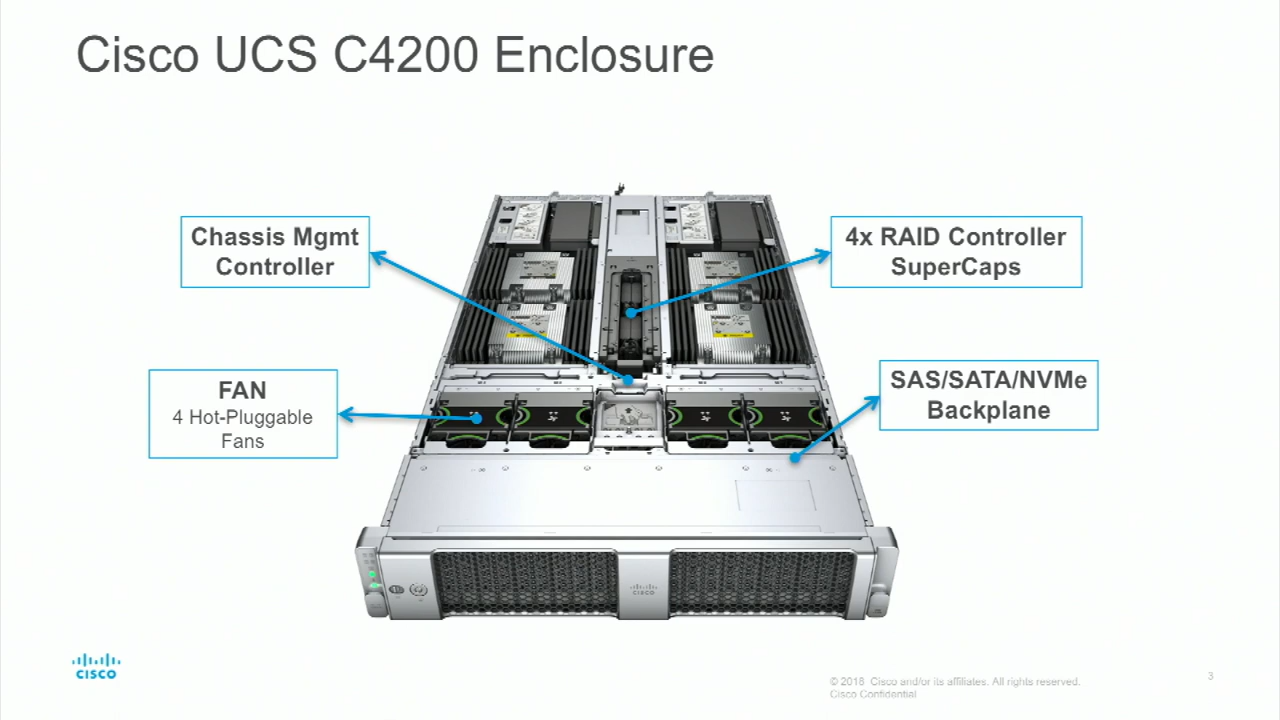 Cisco UCS C4200 Enclosure
Chassis Mgmt
Controller
4x RAID Controller
SuperCaps
FAN
4 Hot-Pluggable
Fans
SAS/SATA/NVMe
Backplane
CISCO
CISCO
© 2018 Cisco and/or its affiliates. All rights reserved.
Cisco Confidential
3